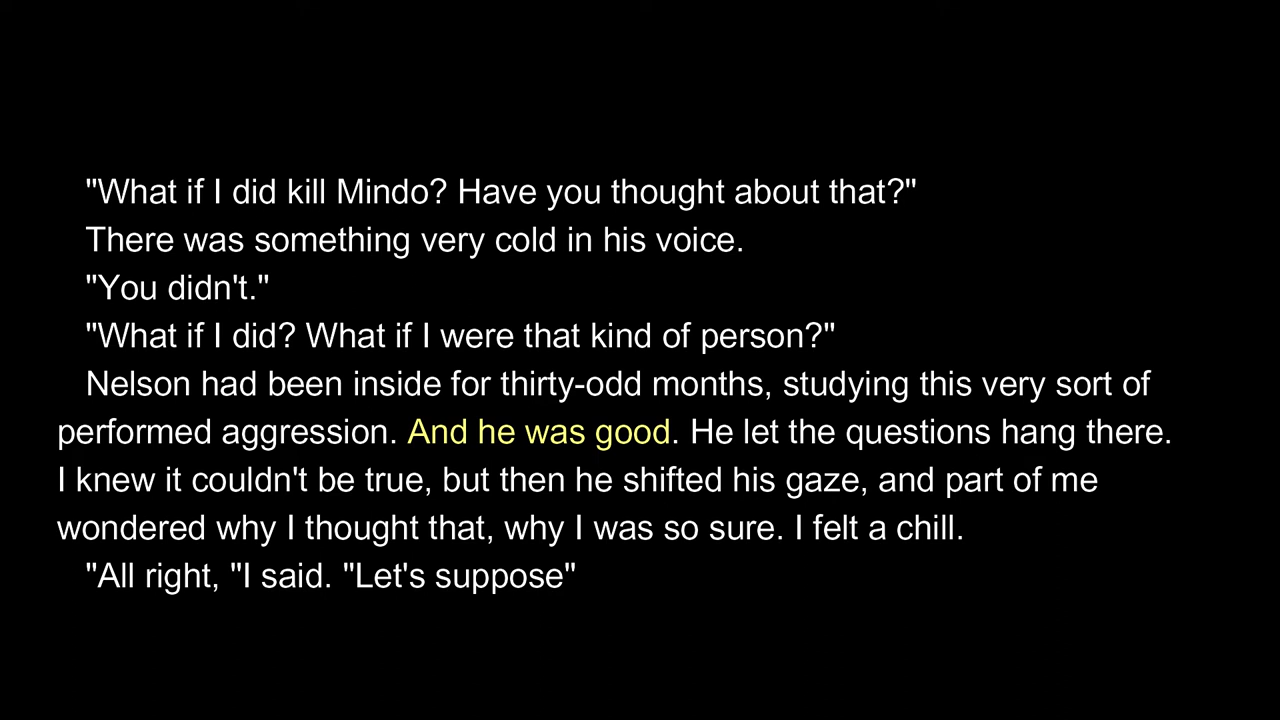 "What if I did kill Mindo? Have you thought about that?"
There was something very cold in his voice.
"You didn't."
"What if I did? What if I were that kind of person?"
Nelson had been inside for thirty-odd months, studying this very sort of
performed aggression. And he was good. He let the questions hang there.
I knew it couldn't be true, but then he shifted his gaze, and part of me
wondered why I thought that, why I was so sure. I felt a chill.
"All right, "I said. "Let's suppose"